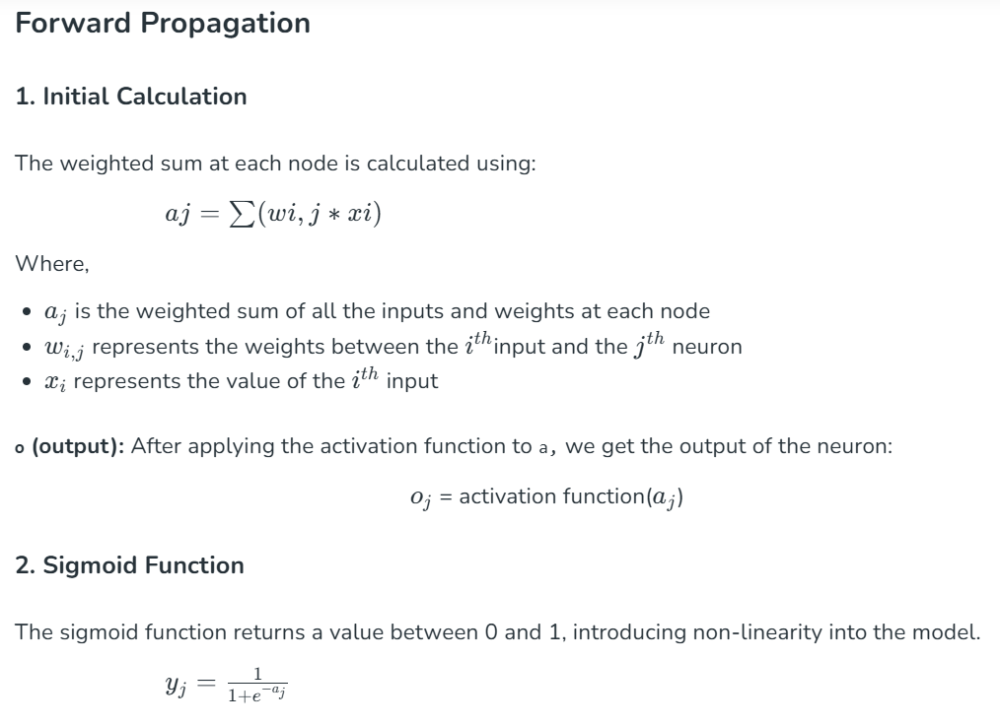 Forward Propagation
1. Initial Calculation
The weighted sum at each node is calculated using:
aj = ∑(wi, j * xi)
Where,
• a_j is the weighted sum of all the inputs and weights at each node
• w_{i,j} represents the weights between the i^{th} input and the j^{th} neuron
• x_i represents the value of the i^{th} input
o (output): After applying the activation function to a, we get the output of the neuron:
o_j = activation function(a_j)
2. Sigmoid Function
The sigmoid function returns a value between 0 and 1, introducing non-linearity into the model.
y_j = \frac{1}{1+e^{-a_j}}